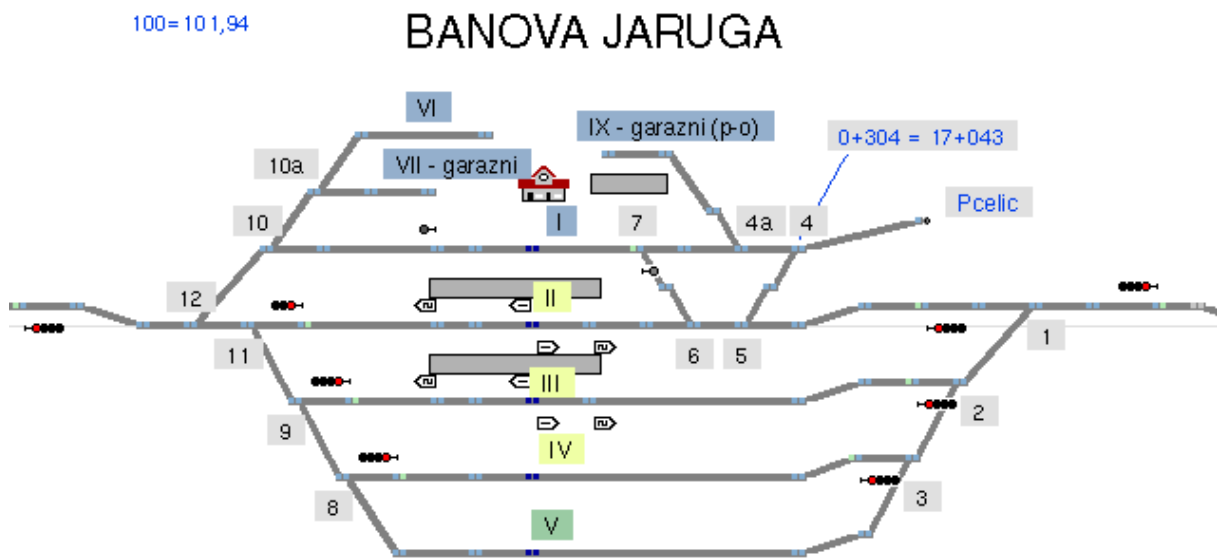 100=101,94
BANOVA JARUGA
VI
IX - garazni (p-o)
0+304 = 17+043
10a
VII - garazni
Pcelic
10
I
7
4a
4
12
II
11
6
5
1
III
9
2
IV
8
3
V